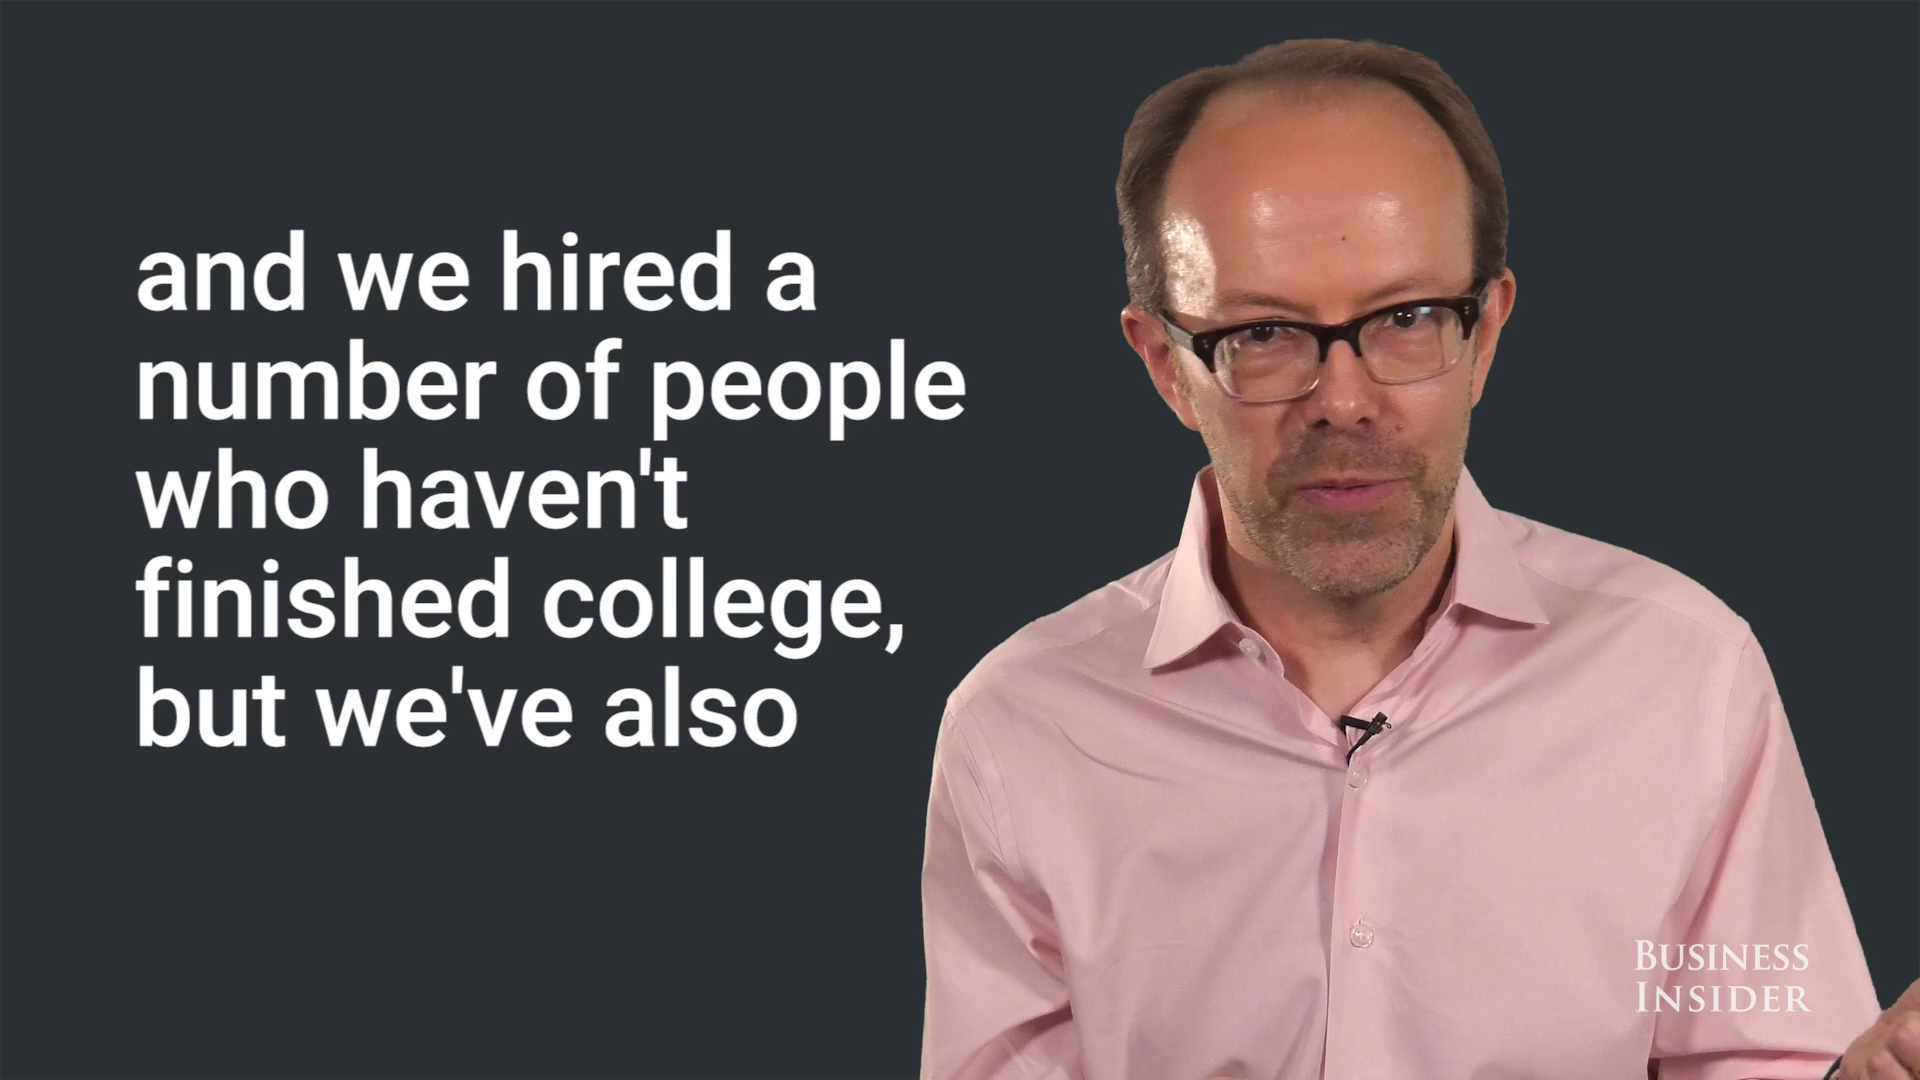 and we hired a
number of people
who haven't
finished college,
but we've also
BUSINESS
INSIDER